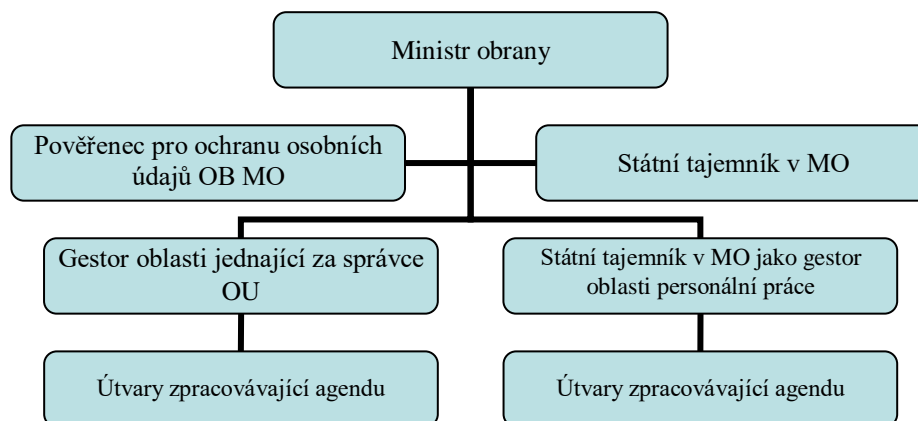 Ministr obrany
Pověřenec pro ochranu osobních
údajů OB MO
Státní tajemník v MO
Gestor oblasti jednající za správce
OU
Státní tajemník v MO jako gestor
oblasti personální práce
Útvary zpracovávající agendu
Útvary zpracovávající agendu